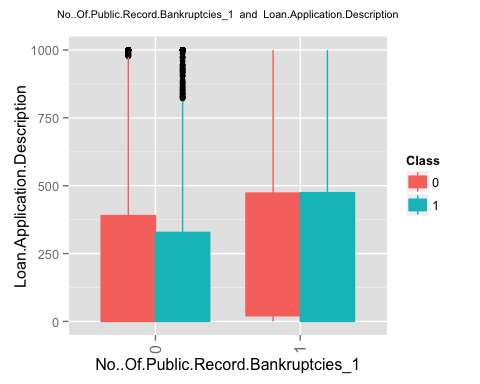 No..Of.Public.Record.Bankruptcies_1 and Loan.Application.Description
1000
750
500
250
0
Loan.Application.Description
0
1
No..Of.Public.Record.Bankruptcies_1
Class
0
1